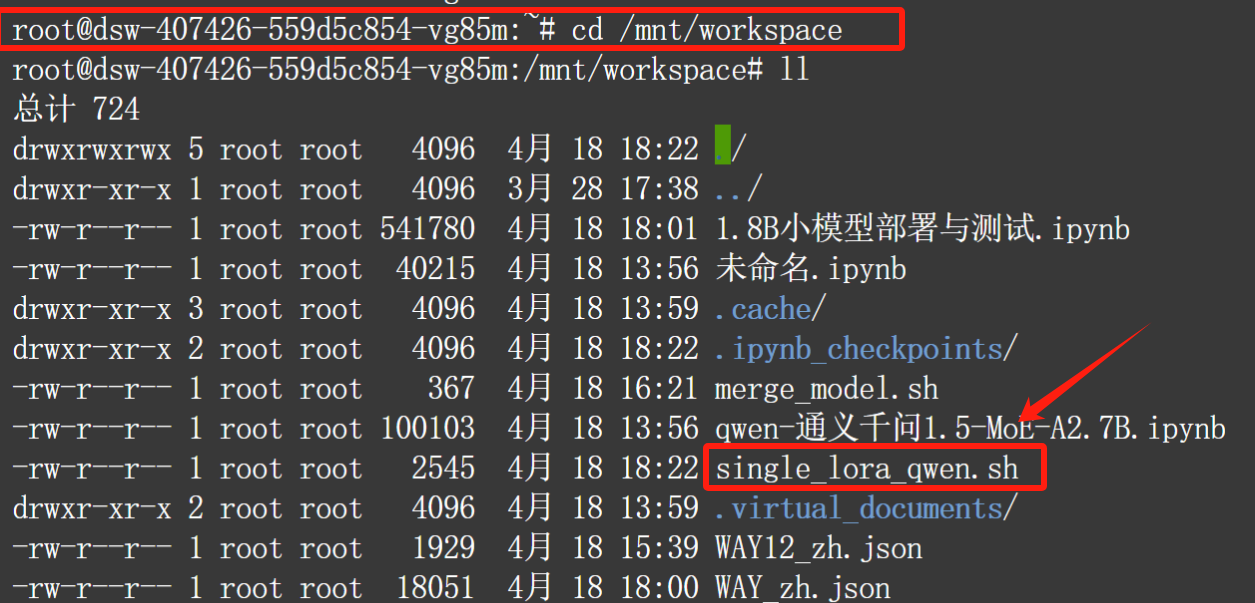 root@dsw-407426-559d5c854-vg85m:~# cd /mnt/workspace
root@dsw-407426-559d5c854-vg85m:/mnt/workspace# ll
总计 724
drwxrwxrwx 5 root root   4096  4月 18 18:22 ./
drwxr-xr-x 1 root root   4096  3月 28 17:38 ../
-rw-r--r-- 1 root root 541780  4月 18 18:01 1.8B小模型部署与测试.ipynb
-rw-r--r-- 1 root root  40215  4月 18 13:56 未命名.ipynb
drwxr-xr-x 3 root root   4096  4月 18 13:59 .cache/
drwxr-xr-x 2 root root   4096  4月 18 18:22 .ipynb_checkpoints/
-rw-r--r-- 1 root root    367  4月 18 16:21 merge_model.sh
-rw-r--r-- 1 root root 100103  4月 18 13:56 qwen-通义千问1.5-MoE-A2.7B.ipynb
-rw-r--r-- 1 root root   2545  4月 18 18:22 single_lora_qwen.sh
drwxr-xr-x 2 root root   4096  4月 18 13:59 .virtual_documents/
-rw-r--r-- 1 root root   1929  4月 18 15:39 WAY12_zh.json
-rw-r--r-- 1 root root  18051  4月 18 18:00 WAY_zh.json